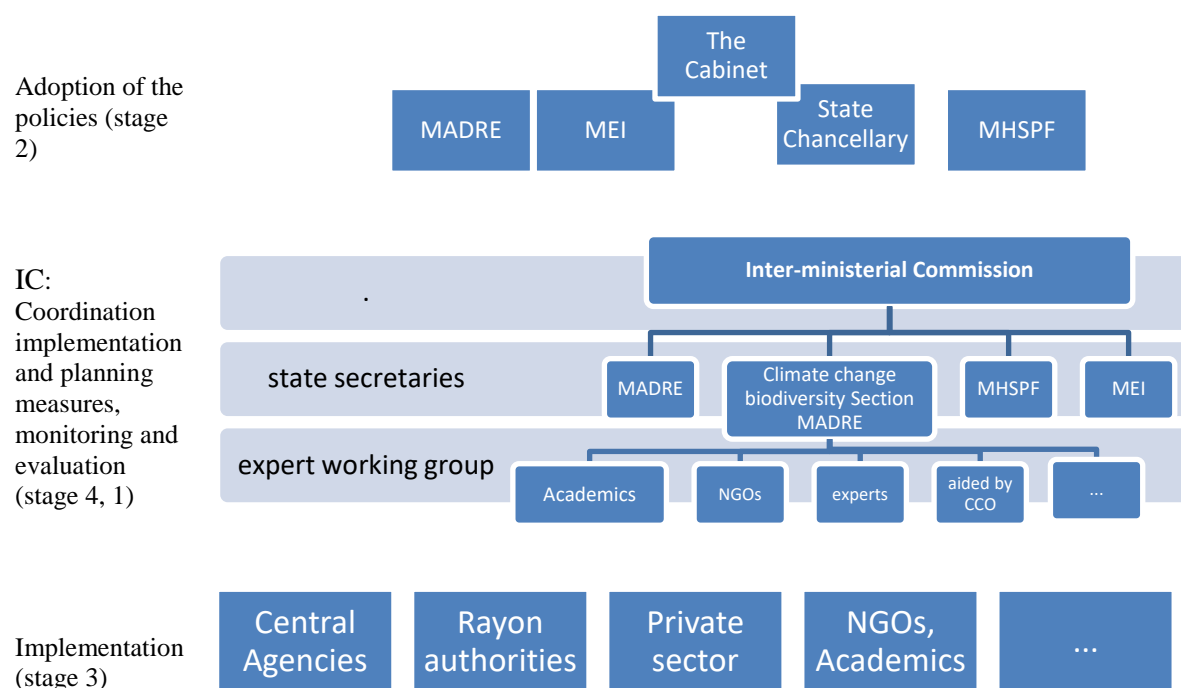 The
Cabinet
Adoption of the
policies (stage
2)
MADRE
MEI
State
Chancellary
MHSPF
IC:
Coordination
implementation
and planning
measures,
monitoring and
evaluation
(stage 4, 1)
Inter-ministerial Commission
.
state secretaries
MADRE
Climate change
biodiversity Section
MADRE
MHSPF
MEI
expert working group
Academics
NGOs
experts
aided by
CCO
...
Implementation
(stage 3)
Central
Agencies
Rayon
authorities
Private
sector
NGOs,
Academics
...